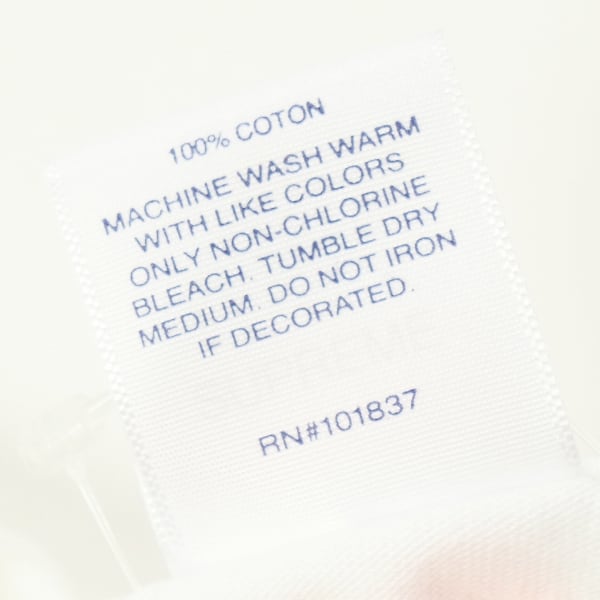 100% COTON
MACHINE WASH WARM
WITH LIKE COLORS
ONLY NON-CHLORINE
BLEACH. TUMBLE DRY
MEDIUM. DO NOT IRON
IF DECORATED.
RN#101837